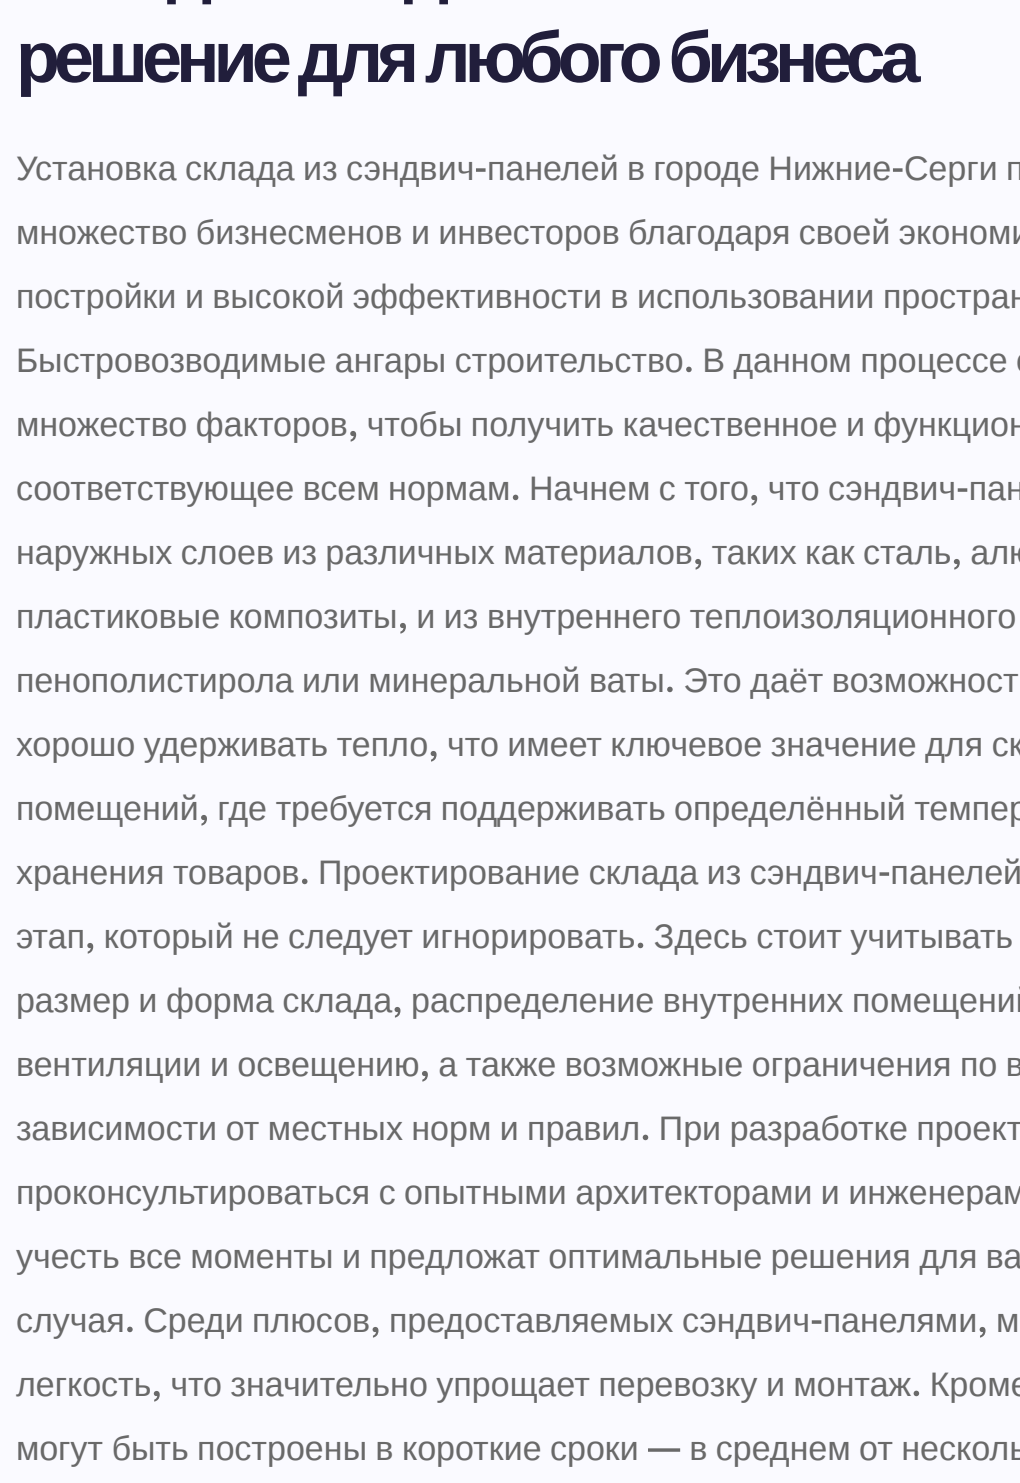 решение для любого бизнеса
Установка склада из сэндвич-панелей в городе Нижние-Серги
множество бизнесменов и инвесторов благодаря своей
постройки и высокой эффективности в использовании
Быстровозводимые ангары строительство. В данном процессе
множество факторов, чтобы получить качественное и
соответствующее всем нормам. Начнем с того, что
наружных слоев из различных материалов, таких как сталь,
пластиковые композиты, и из внутреннего теплоизоляционного
пенополистирола или минеральной ваты. Это даёт
хорошо удерживать тепло, что имеет ключевое значение для
помещений, где требуется поддерживать определённый
хранения товаров. Проектирование склада из сэндвич-панелей
этап, который не следует игнорировать. Здесь стоит учитывать
размер и форма склада, распределение внутренних
вентиляции и освещению, а также возможные ограничения по
зависимости от местных норм и правил. При разработке
проконсультироваться с опытными архитекторами и
учесть все моменты и предложат оптимальные решения для
случая. Среди плюсов, предоставляемых сэндвич-панелями,
легкость, что значительно упрощает перевозку и монтаж.
могут быть построены в короткие сроки — в среднем от